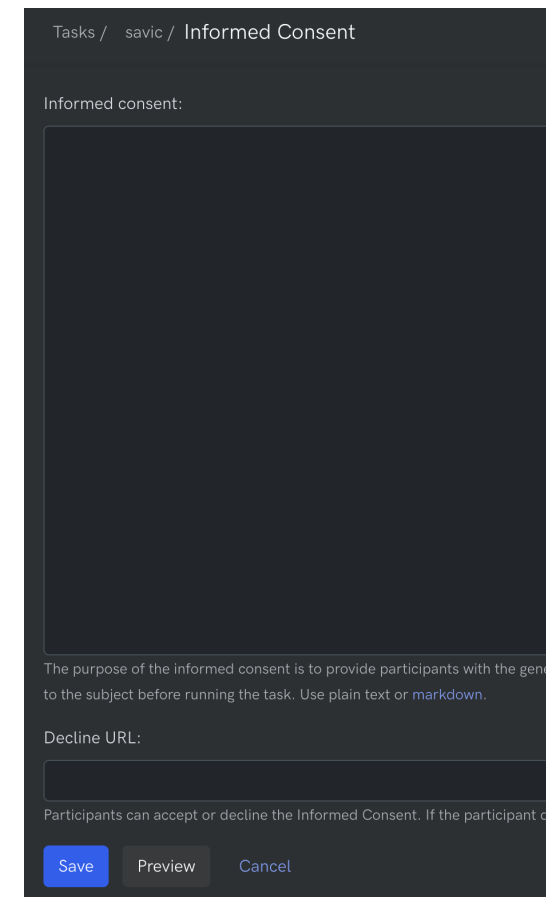 Tasks / savic / Informed Consent
Informed consent:
The purpose of the informed consent is to provide participants with the gene
to the subject before running the task. Use plain text or markdown.
Decline URL:
Participants can accept or decline the Informed Consent. If the participant
Save Preview Cancel